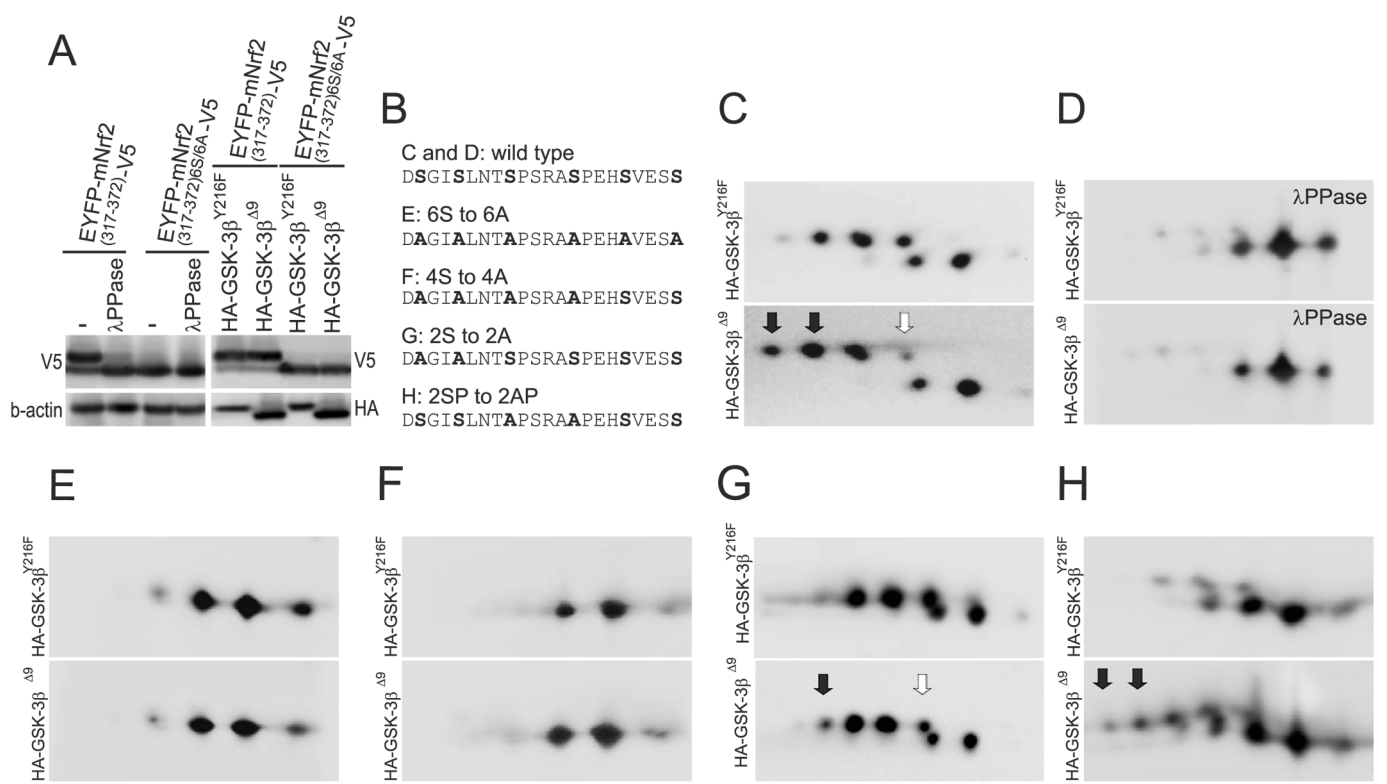 A
EYFP-mNrf2
(317-372)-V5
EYFP-mNrf2
(317-372)6S/6A-V5
EYFP-mNrf2
(317-372)-V5
EYFP-mNrf2
(317-372)6S/6A-V5
-
λPPase
-
λPPase
HA-GSK-3βY216F
HA-GSK-3βΔ9
HA-GSK-3βY216F
HA-GSK-3βΔ9
V5
V5
b-actin
HA
B
C and D: wild type
DSGISLNTSPSRASPEHSVESS
E: 6S to 6A
DAGIALNTAPSRAAPEHAVESA
F: 4S to 4A
DAGIALNTAPSRAAPEHSVESS
G: 2S to 2A
DAGIALNTSPSRASPEHSVESS
H: 2SP to 2AP
DSGISLNTAPSRAAPEHSVESS
C
HA-GSK-3βY216F
HA-GSK-3βΔ9
D
HA-GSK-3βY216F
λPPase
HA-GSK-3βΔ9
λPPase
E
HA-GSK-3βY216F
HA-GSK-3βΔ9
F
HA-GSK-3βY216F
HA-GSK-3βΔ9
G
HA-GSK-3βY216F
HA-GSK-3βΔ9
H
HA-GSK-3βY216F
HA-GSK-3βΔ9